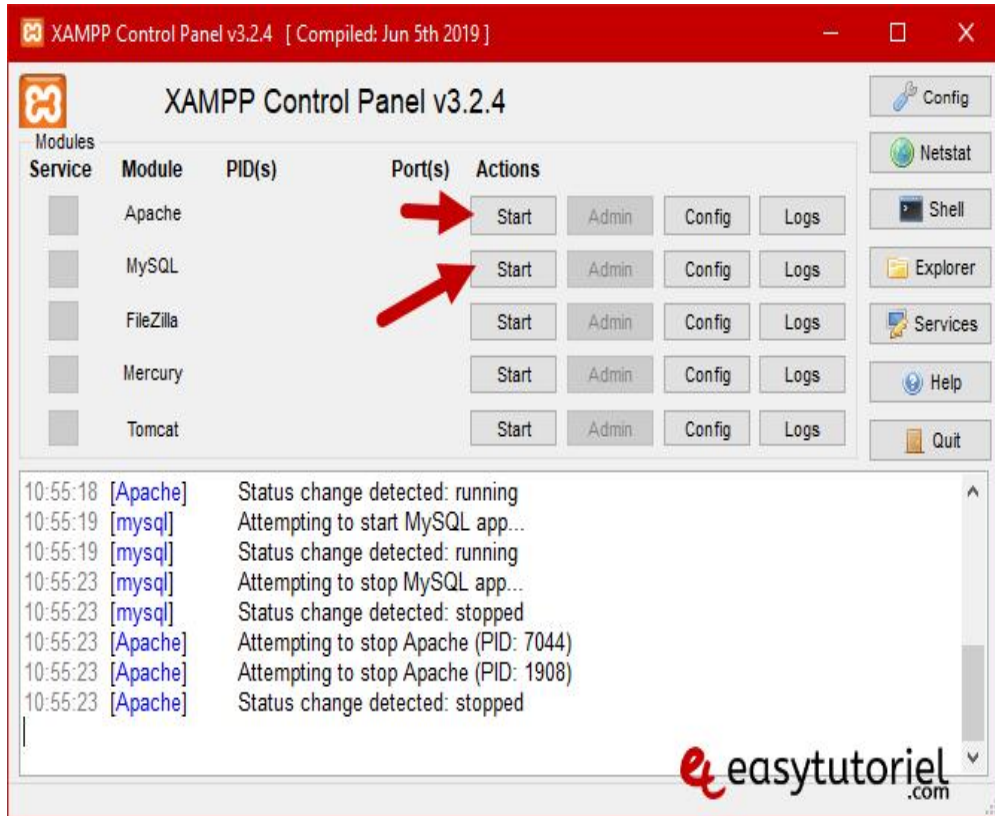 XAMPP Control Panel v3.2.4 [ Compiled: Jun 5th 2019 ]
XAMPP Control Panel v3.2.4
Config
Modules
Netstat
Service Module PID(s) Port(s) Actions
Apache Start Admin Config Logs
Shell
MySQL Start Admin Config Logs
Explorer
FileZilla Start Admin Config Logs
Services
Mercury Start Admin Config Logs
Help
Tomcat Start Admin Config Logs
Quit
10:55:18 [Apache] Status change detected: running
10:55:19 [mysql] Attempting to start MySQL app...
10:55:19 [mysql] Status change detected: running
10:55:23 [mysql] Attempting to stop MySQL app...
10:55:23 [mysql] Status change detected: stopped
10:55:23 [Apache] Attempting to stop Apache (PID: 7044)
10:55:23 [Apache] Attempting to stop Apache (PID: 1908)
10:55:23 [Apache] Status change detected: stopped
easytutoriel
.com